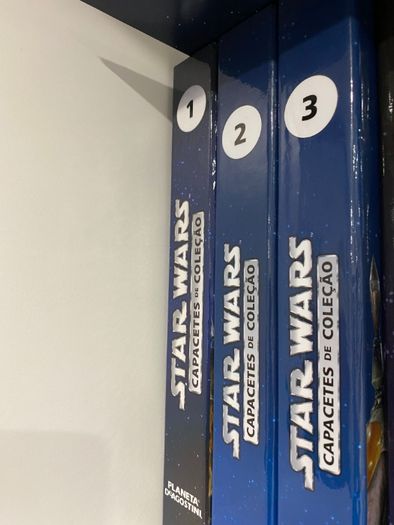 1
STAR WARS
CAPACETES DE COLEÇÃO
PLANETA
DEAGOSTINI
2
STAR WARS
CAPACETES DE COLEÇÃO
3
STAR WARS
CAPACETES DE COLEÇÃO